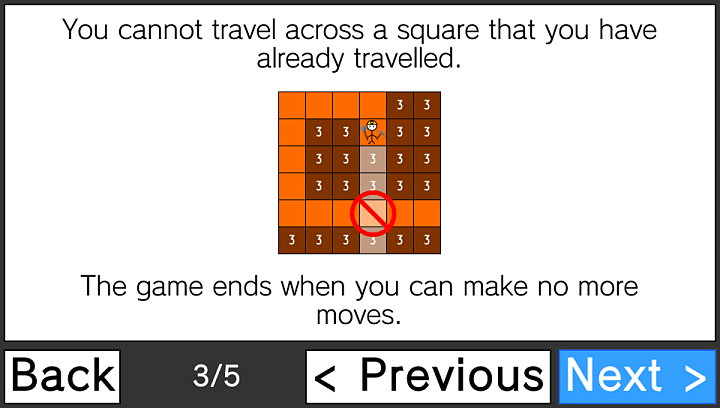 You cannot travel across a square that you have
already travelled.
3 3
3 3 3 3
3 3 3 3 3
3 3 3 3 3
3 3 3 3 3 3
The game ends when you can make no more
moves.
Back 3/5 < Previous Next >